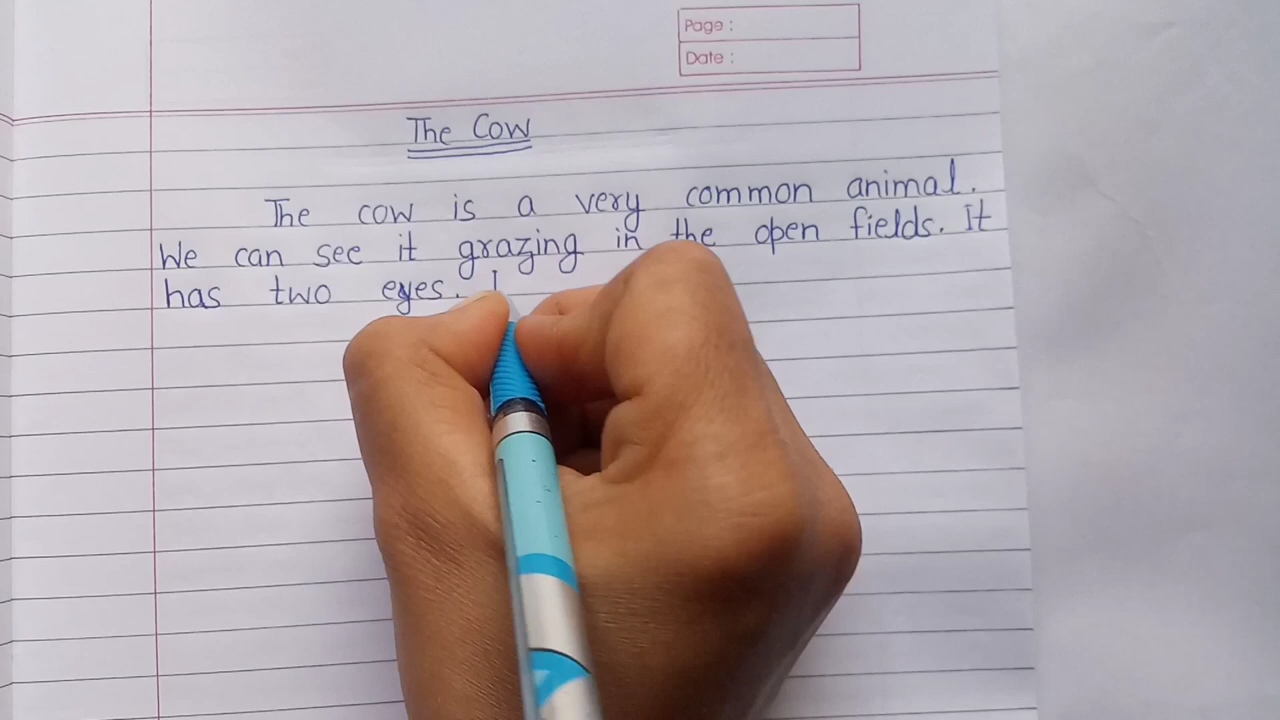 Page :
Date :
The Cow
The cow is a very common animal.
We can see it grazing in the open fields. It
has two eyes. I